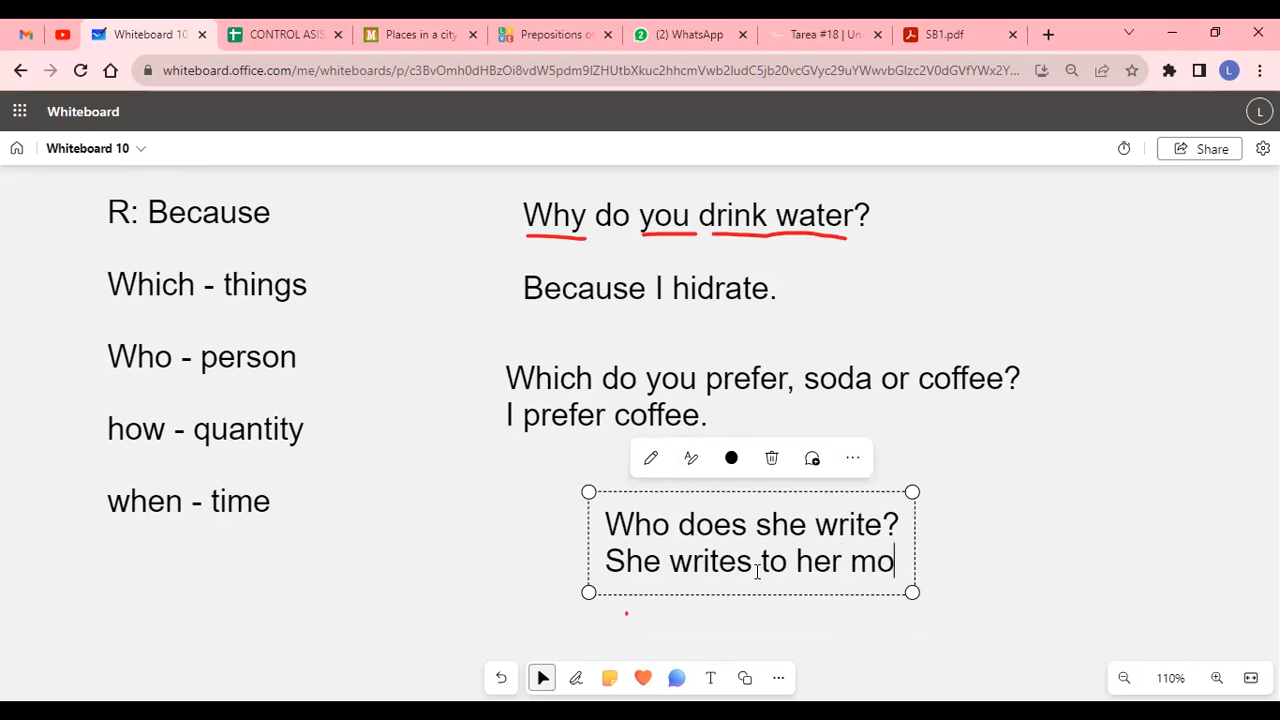 Whiteboard 10
CONTROL ASIS
Places in a city
Prepositions of
(2) WhatsApp
Tarea #18 | Un
SB1.pdf
Whiteboard
L
Whiteboard 10
Share
R: Because
Which - things
Who - person
how - quantity
when - time
Why do you drink water?
Because I hidrate.
Which do you prefer, soda or coffee?
I prefer coffee.
Who does she write?
She writes to her mo
110%